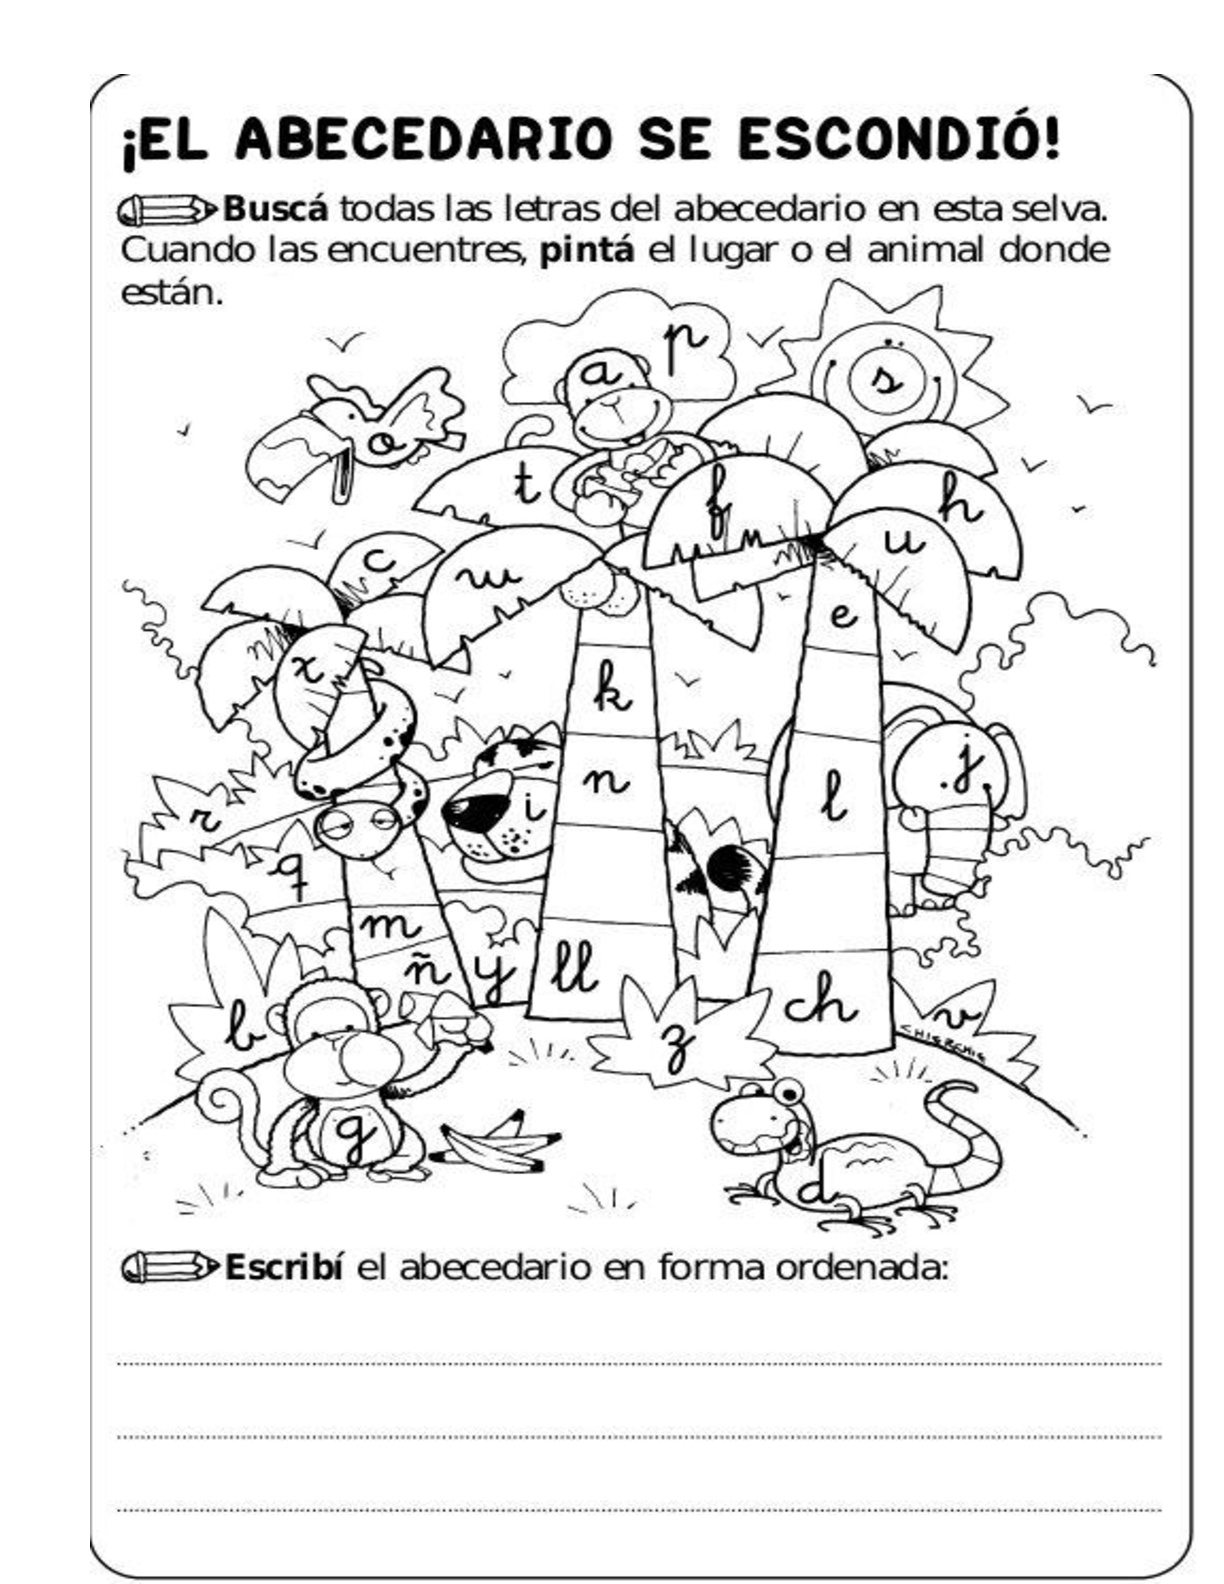 ¡EL ABECEDARIO SE ESCONDIÓ!
Buscá todas las letras del abecedario en esta selva.
Cuando las encuentres, pintá el lugar o el animal donde
están.
p
a
s
o
t
f
h
c
w
u
e
x
k
j
n
i
l
r
q
m
ñ
y
ll
ch
v
b
z
CHIERCHIE
g
d
Escribí el abecedario en forma ordenada: